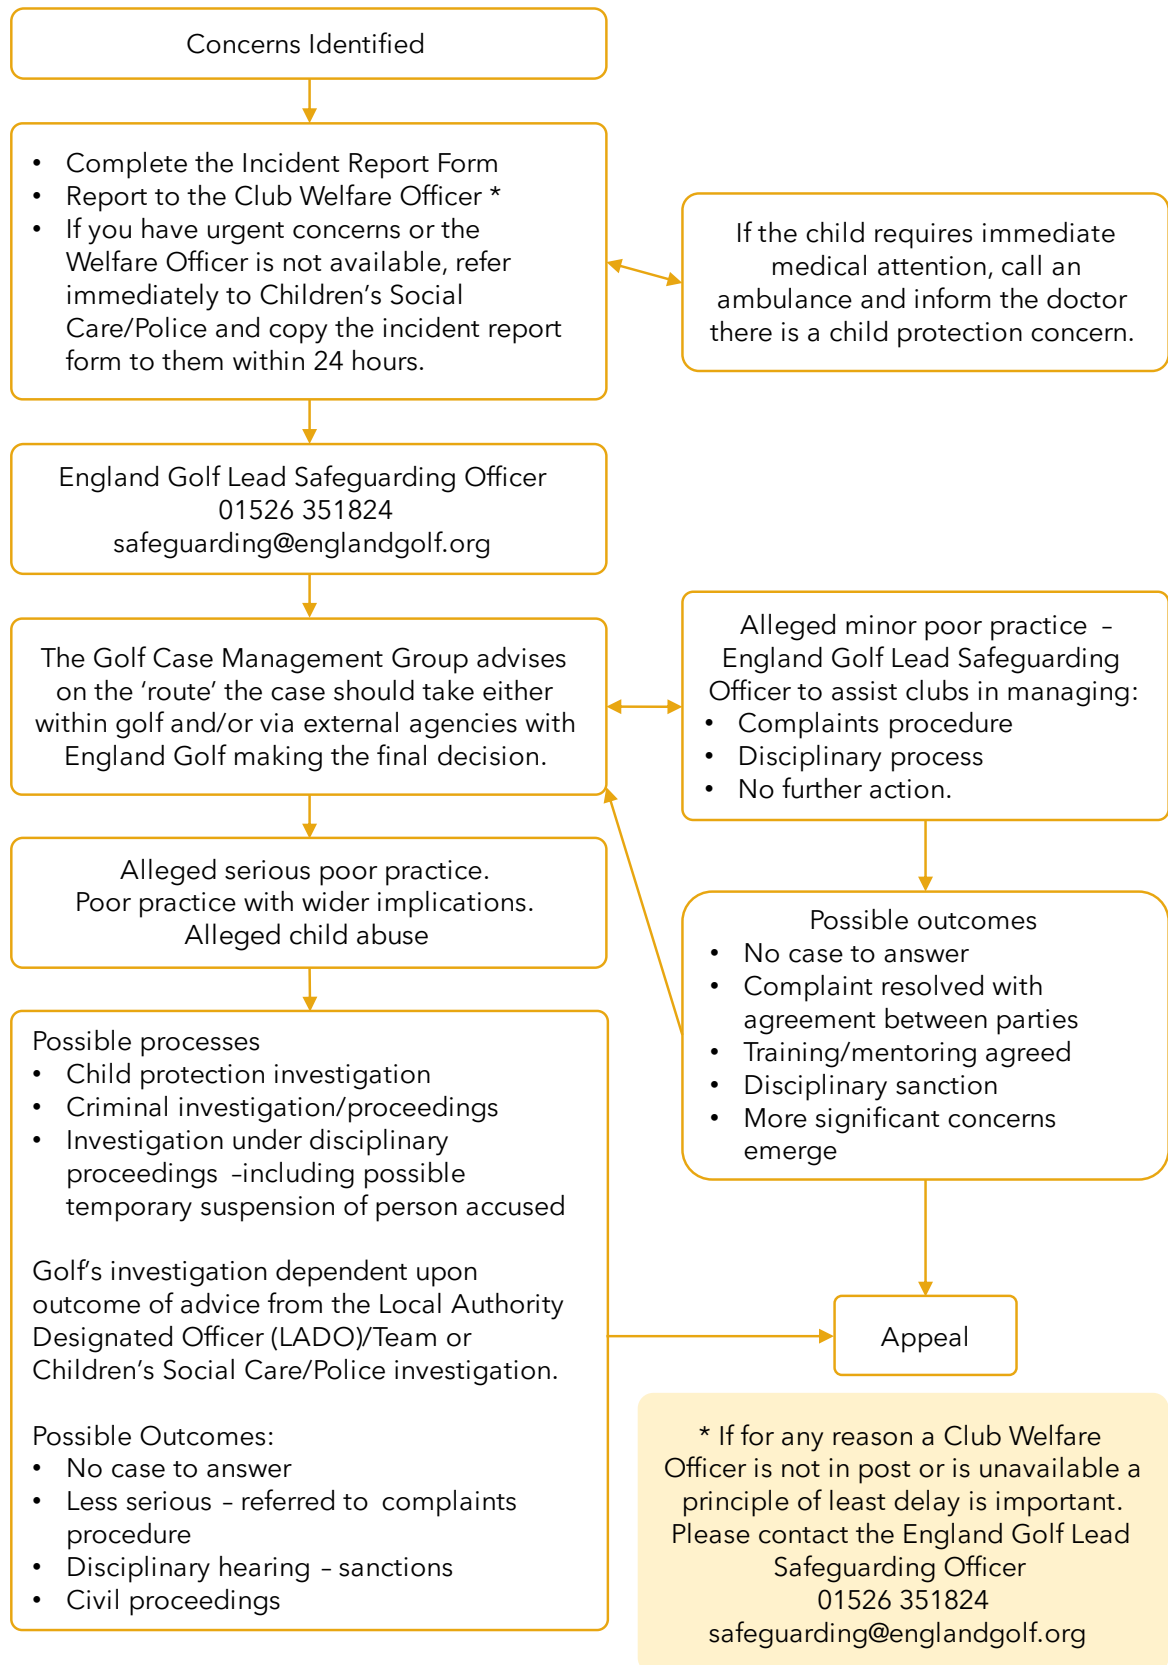 Concerns Identified
• Complete the Incident Report Form
• Report to the Club Welfare Officer *
• If you have urgent concerns or the
Welfare Officer is not available, refer
immediately to Children's Social
Care/Police and copy the incident report
form to them within 24 hours.
If the child requires immediate
medical attention, call an
ambulance and inform the doctor
there is a child protection concern.
England Golf Lead Safeguarding Officer
01526 351824
safeguarding@englandgolf.org
The Golf Case Management Group advises
on the ‘route’ the case should take either
within golf and/or via external agencies with
England Golf making the final decision.
Alleged minor poor practice –
England Golf Lead Safeguarding
Officer to assist clubs in managing:
• Complaints procedure
• Disciplinary process
• No further action.
Alleged serious poor practice.
Poor practice with wider implications.
Alleged child abuse
Possible outcomes
• No case to answer
• Complaint resolved with
agreement between parties
• Training/mentoring agreed
• Disciplinary sanction
• More significant concerns
emerge
Possible processes
• Child protection investigation
• Criminal investigation/proceedings
• Investigation under disciplinary
proceedings –including possible
temporary suspension of person accused
Golf's investigation dependent upon
outcome of advice from the Local Authority
Designated Officer (LADO)/Team or
Children's Social Care/Police investigation.
Possible Outcomes:
• No case to answer
• Less serious – referred to complaints
procedure
• Disciplinary hearing – sanctions
• Civil proceedings
Appeal
* If for any reason a Club Welfare
Officer is not in post or is unavailable a
principle of least delay is important.
Please contact the England Golf Lead
Safeguarding Officer
01526 351824
safeguarding@englandgolf.org